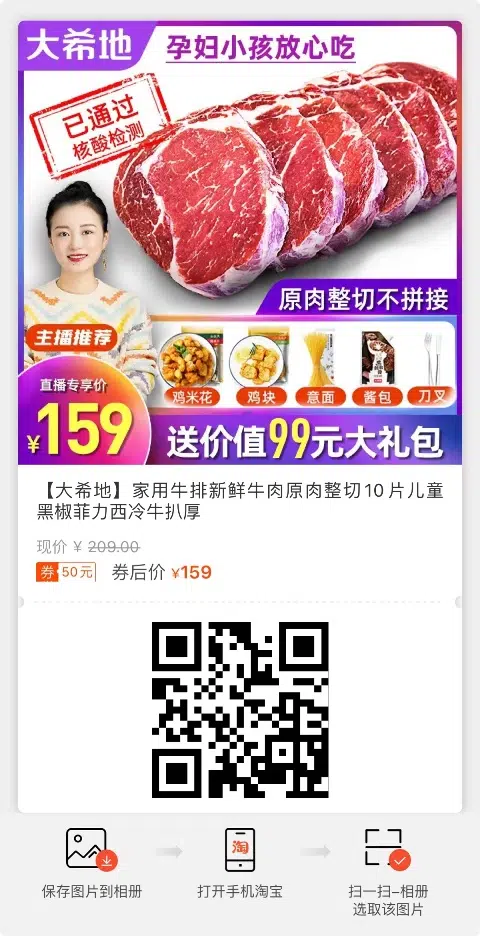 大希地
孕妇小孩放心吃
已通过
核酸检测
原肉整切不拼接
主播推荐
鸡米花
鸡块
意面
酱包
刀叉
直播专享价
¥159
送价值99元大礼包
【大希地】家用牛排新鲜牛肉原肉整切10片儿童
黑椒菲力西冷牛扒厚
现价 ¥ 209.00
券 50元 券后价 ¥159
淘
保存图片到相册
打开手机淘宝
扫一扫-相册
选取该图片